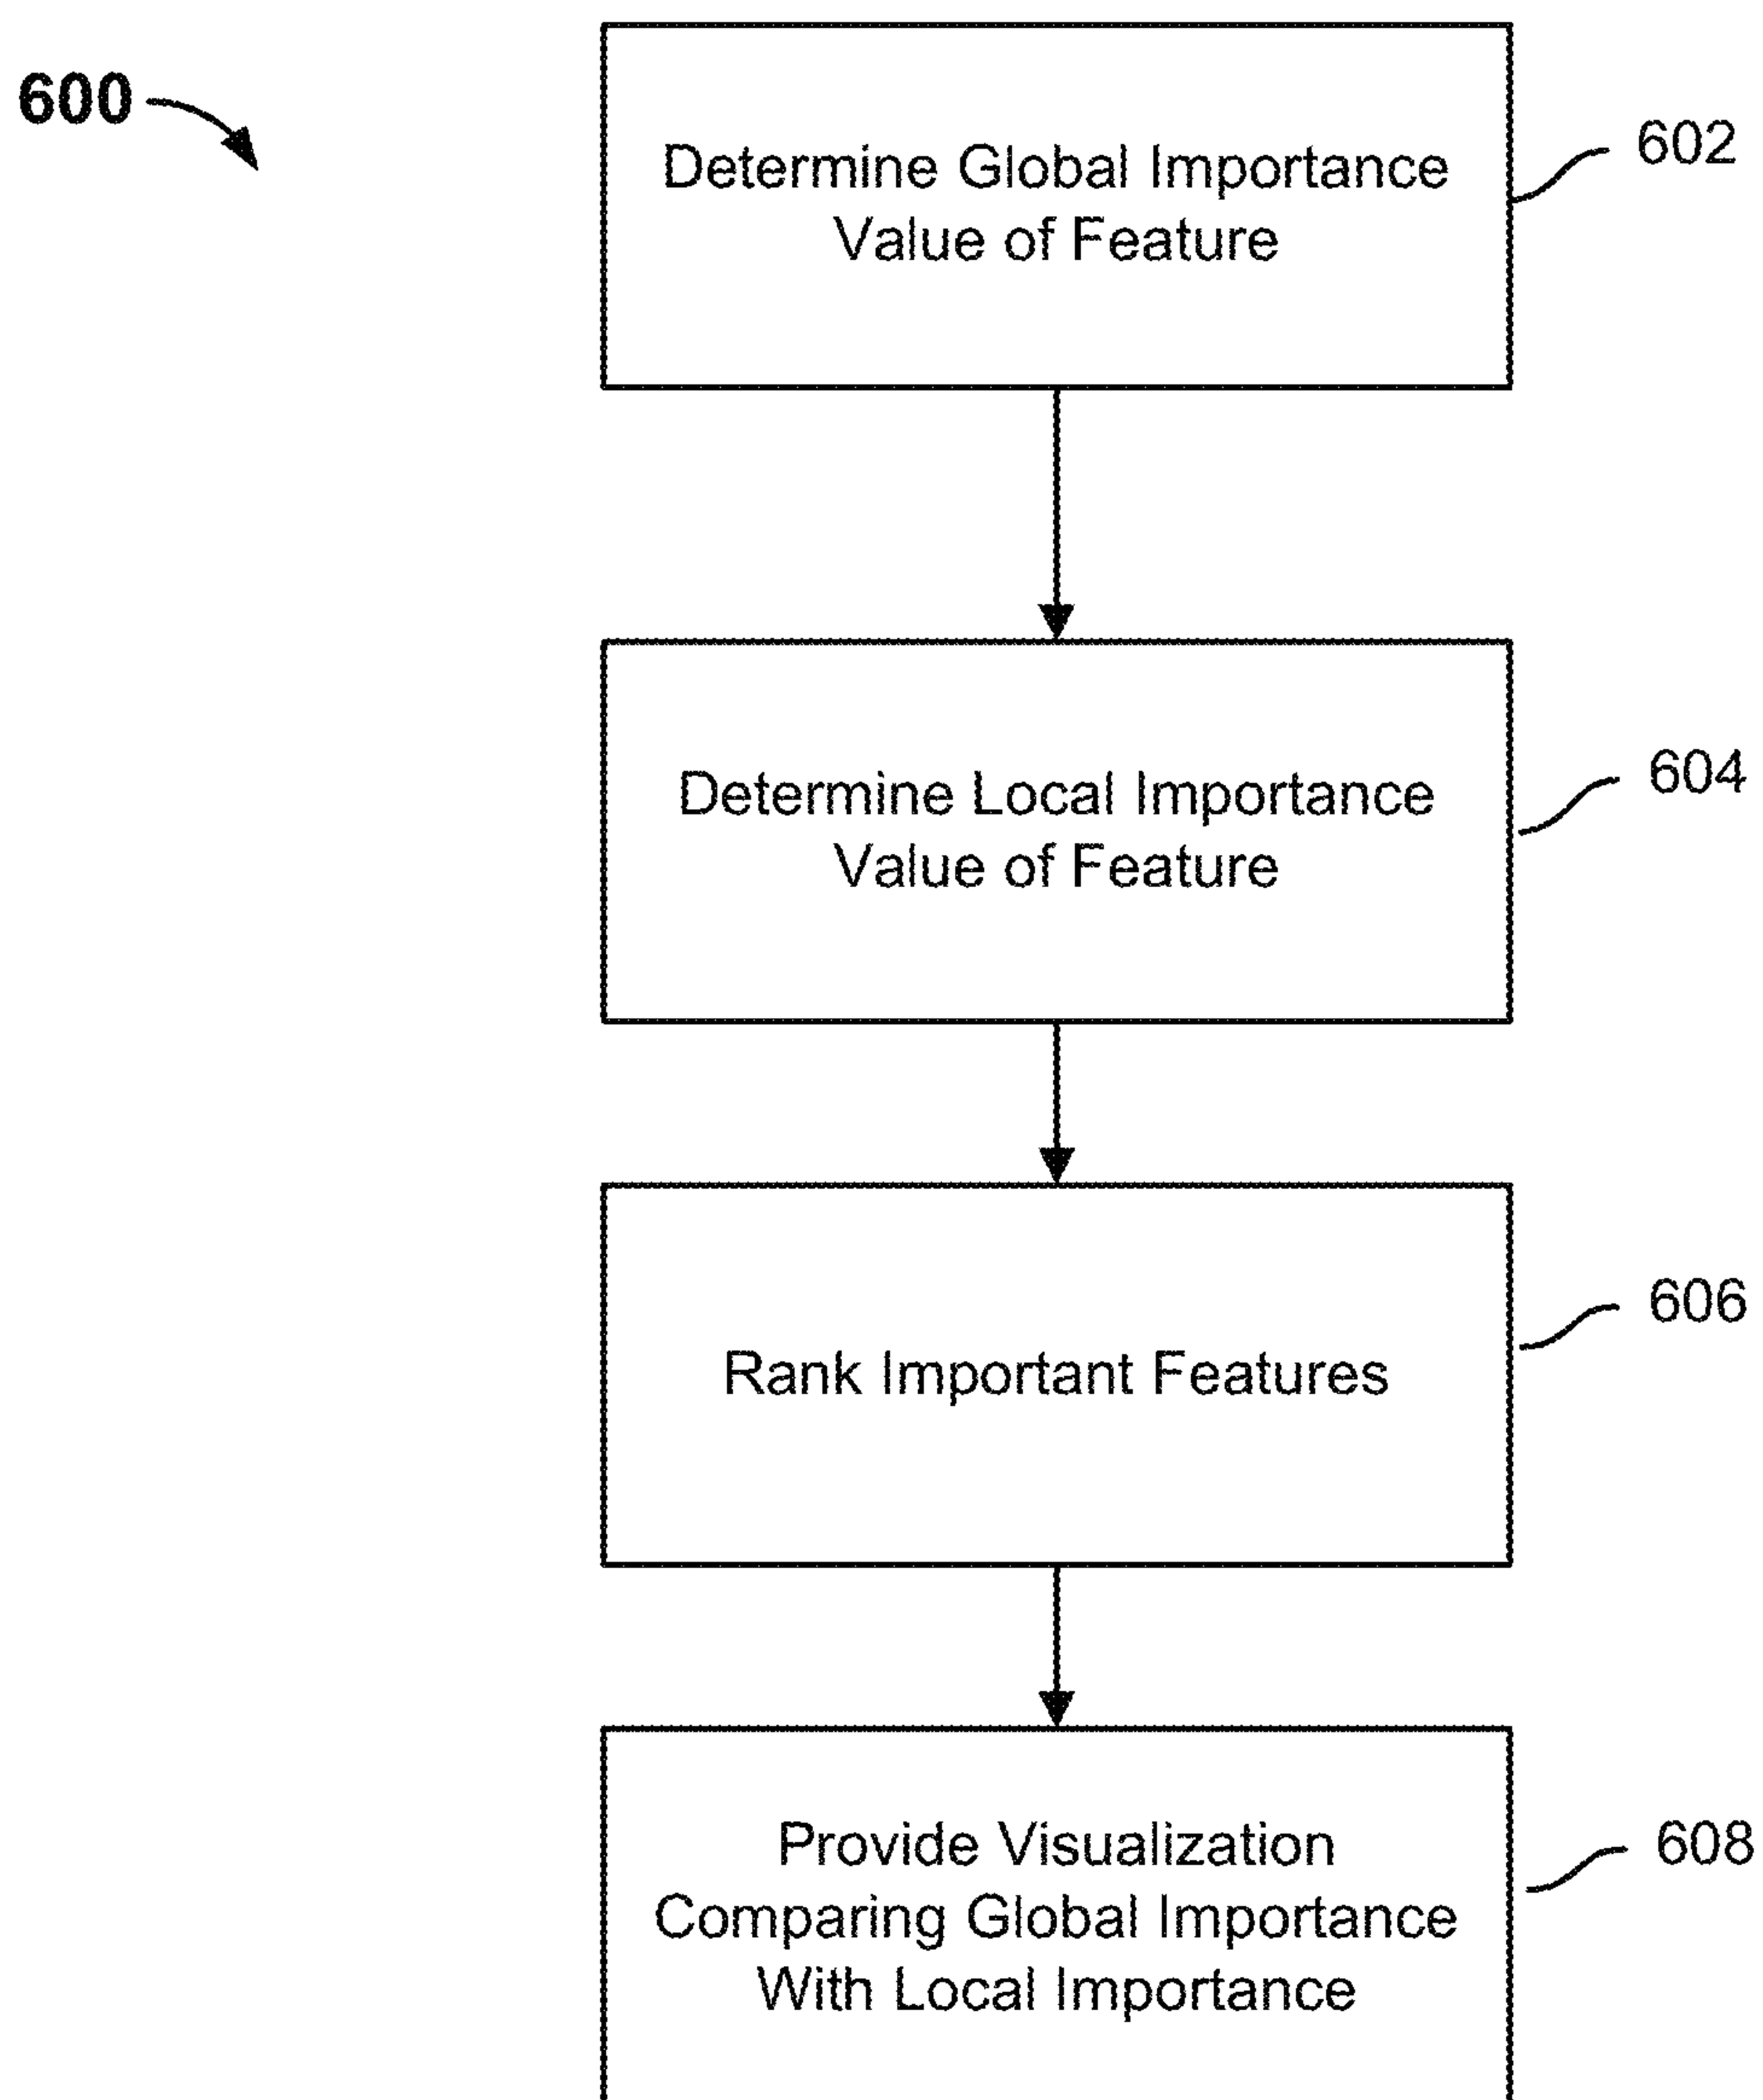 600
Determine Global Importance
Value of Feature
602
Determine Local Importance
Value of Feature
604
Rank Important Features
606
Provide Visualization
Comparing Global Importance
With Local Importance
608